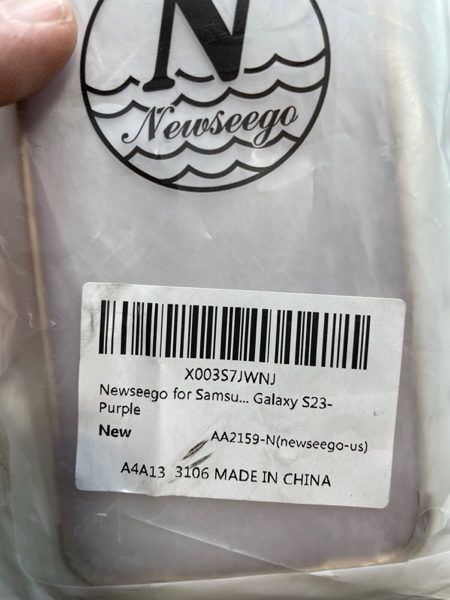 N
Newseego
X003S7JWNJ
Newseego for Samsu... Galaxy S23-
Purple
New AA2159-N(newseego-us)
A4A13 3106 MADE IN CHINA